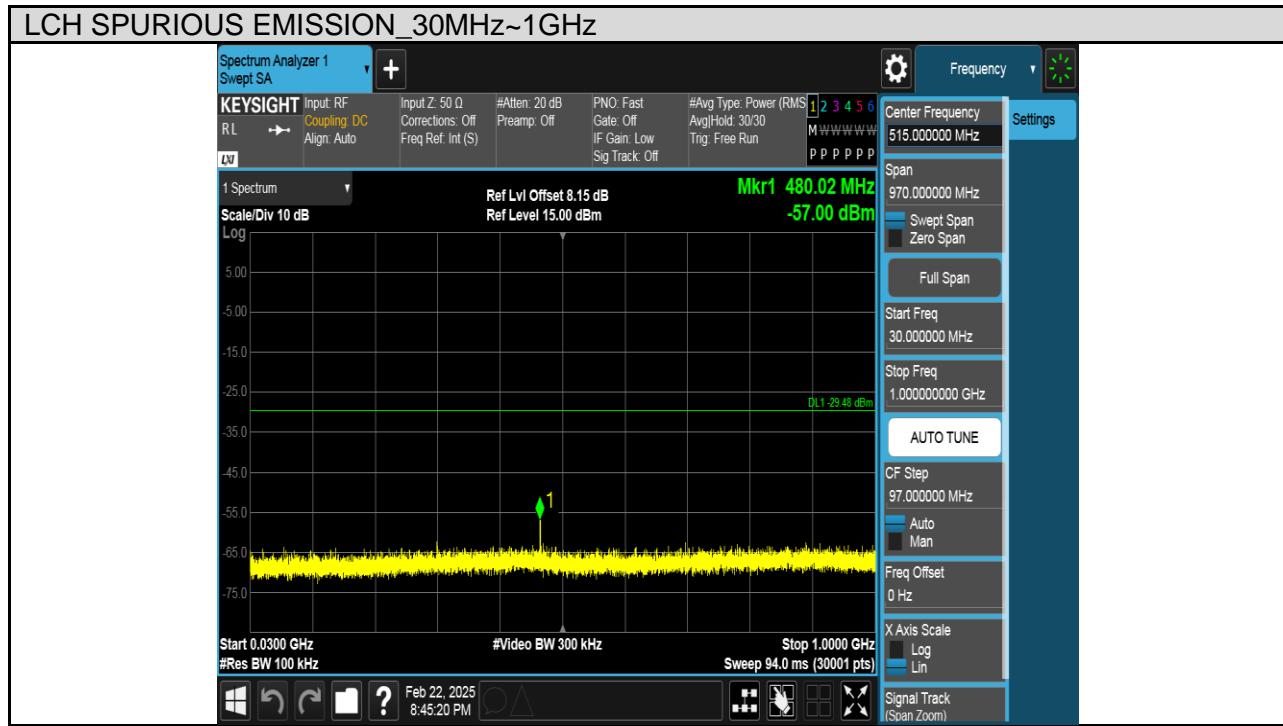 LCH SPURIOUS EMISSION_30MHz~1GHz
Spectrum Analyzer 1
Swept SA
+
Frequency
KEYSIGHT
RL
LXI
Input: RF
Coupling: DC
Align: Auto
Input Z: 50 Ω
Corrections: Off
Freq Ref: Int (S)
#Atten: 20 dB
Preamp: Off
PNO: Fast
Gate: Off
IF Gain: Low
Sig Track: Off
#Avg Type: Power (RMS
Avg|Hold: 30/30
Trig: Free Run
1 2 3 4 5 6
M W W W W W
P P P P P P
1 Spectrum
Scale/Div 10 dB
Ref Lvl Offset 8.15 dB
Ref Level 15.00 dBm
Mkr1 480.02 MHz
-57.00 dBm
Log
5.00
-5.00
-15.0
-25.0
DL1 -29.48 dBm
-35.0
-45.0
1
-55.0
-65.0
-75.0
Start 0.0300 GHz
#Video BW 300 kHz
Stop 1.0000 GHz
#Res BW 100 kHz
Sweep 94.0 ms (30001 pts)
?
Feb 22, 2025
8:45:20 PM
Center Frequency
515.000000 MHz
Settings
Span
970.000000 MHz
Swept Span
Zero Span
Full Span
Start Freq
30.000000 MHz
Stop Freq
1.000000000 GHz
AUTO TUNE
CF Step
97.000000 MHz
Auto
Man
Freq Offset
0 Hz
X Axis Scale
Log
Lin
Signal Track
(Span Zoom)